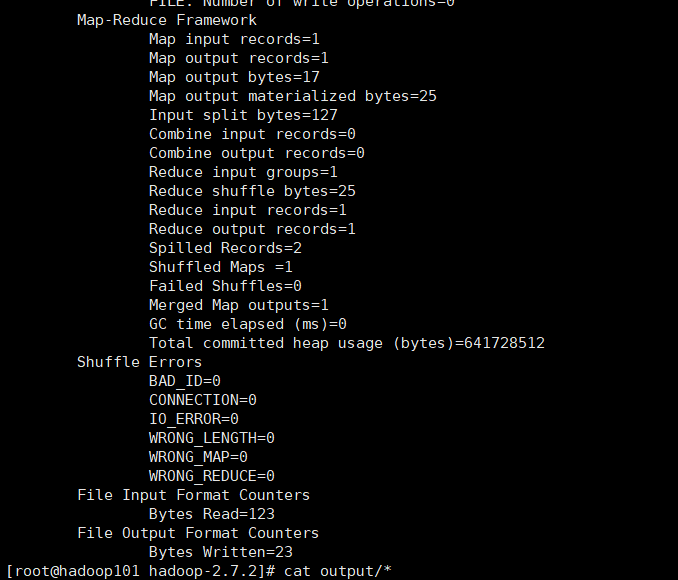 FILE: Number of write operations=0
Map-Reduce Framework
Map input records=1
Map output records=1
Map output bytes=17
Map output materialized bytes=25
Input split bytes=127
Combine input records=0
Combine output records=0
Reduce input groups=1
Reduce shuffle bytes=25
Reduce input records=1
Reduce output records=1
Spilled Records=2
Shuffled Maps =1
Failed Shuffles=0
Merged Map outputs=1
GC time elapsed (ms)=0
Total committed heap usage (bytes)=641728512
Shuffle Errors
BAD_ID=0
CONNECTION=0
IO_ERROR=0
WRONG_LENGTH=0
WRONG_MAP=0
WRONG_REDUCE=0
File Input Format Counters
Bytes Read=123
File Output Format Counters
Bytes Written=23
[root@hadoop101 hadoop-2.7.2]# cat output/*